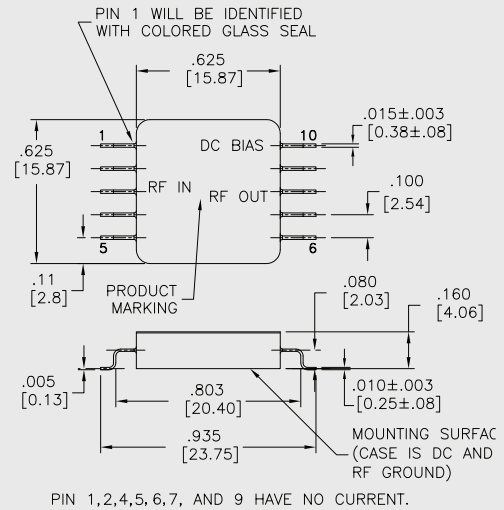 PIN 1 WILL BE IDENTIFIED
WITH COLORED GLASS SEAL
.625
[15.87]
.015±.003
[0.38±.08]
1
10
DC BIAS
.625
[15.87]
RF IN
RF OUT
.100
[2.54]
5
6
.11
[2.8]
PRODUCT
MARKING
.080
[2.03]
.160
[4.06]
.005
[0.13]
.803
[20.40]
.010±.003
[0.25±.08]
.935
[23.75]
MOUNTING SURFAC
(CASE IS DC AND
RF GROUND)
PIN 1,2,4,5,6,7, AND 9 HAVE NO CURRENT.